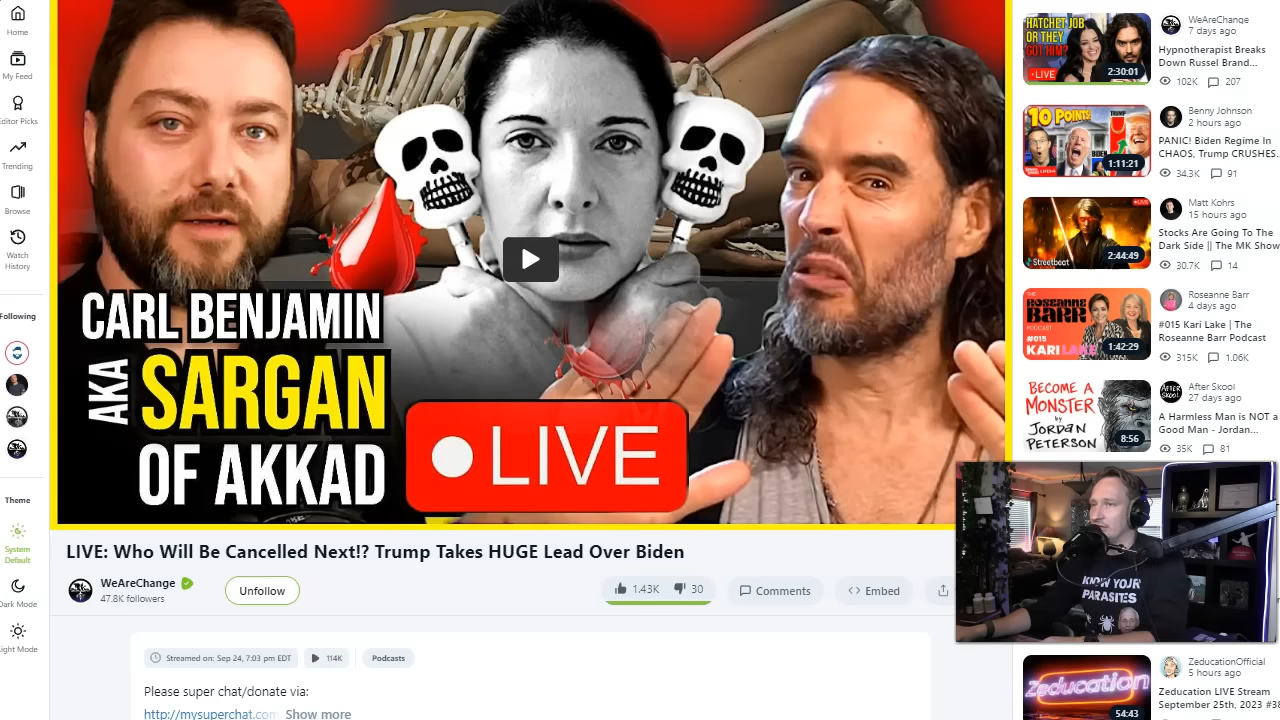 Home
My Feed
Editor Picks
Trending
Browse
Watch
History
Following
Theme
System
Default
Dark Mode
Light Mode
CARL BENJAMIN
AKA
SARGAN
OF AKKAD
LIVE
LIVE: Who Will Be Cancelled Next!? Trump Takes HUGE Lead Over Biden
WeAreChange
47.8K followers
Unfollow
1.43K
30
Comments
Embed
Streamed on: Sep 24, 7:03 pm EDT
114K
Podcasts
Please super chat/donate via:
http://mysuperchat.com
Show more
HATCHET JOB
OR THEY
GOT HIM?
LIVE
2:30:01
WeAreChange
7 days ago
Hypnotherapist Breaks
Down Russel Brand...
102K
207
10 POINTS
TRUMP
BIDEN
1:11:21
Benny Johnson
2 hours ago
PANIC! Biden Regime In
CHAOS, Trump CRUSHES
34.3K
91
LIVE
Streetbeat
2:44:49
Matt Kohrs
15 hours ago
Stocks Are Going To The
Dark Side || The MK Show
30.7K
14
THE
ROSEANNE
BARR
PODCAST
#015
KARI LAKE
1:42:29
Roseanne Barr
4 days ago
#015 Kari Lake | The
Roseanne Barr Podcast
315K
1.06K
BECOME A
MONSTER
by
JORDAN
PETERSON
8:56
AFTER
SKOOL
After Skool
27 days ago
A Harmless Man is NOT a
Good Man - Jordan...
35K
81
KNOW YOUR
PARASITES
Zeducation
54:43
ZeducationOfficial
5 hours ago
Zeducation LIVE Stream
September 25th, 2023 #38